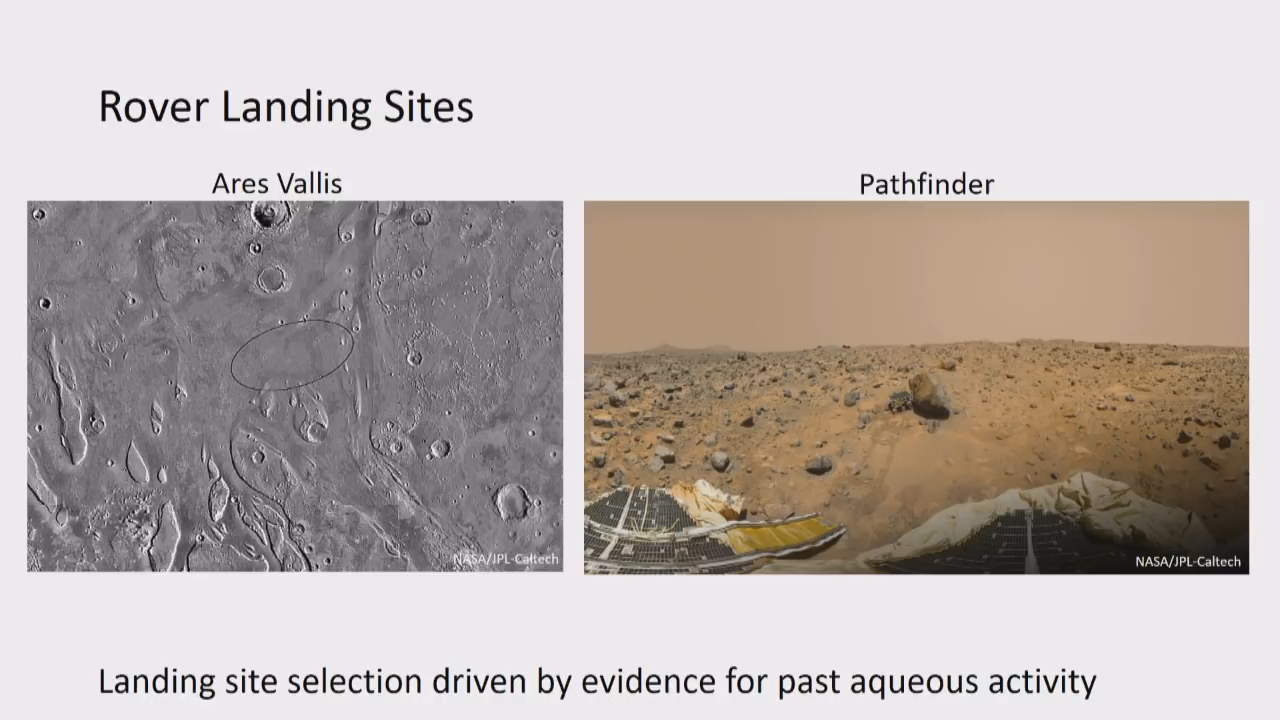 Rover Landing Sites
Ares Vallis
Pathfinder
NASA/JPL-Caltech
NASA/JPL-Caltech
Landing site selection driven by evidence for past aqueous activity